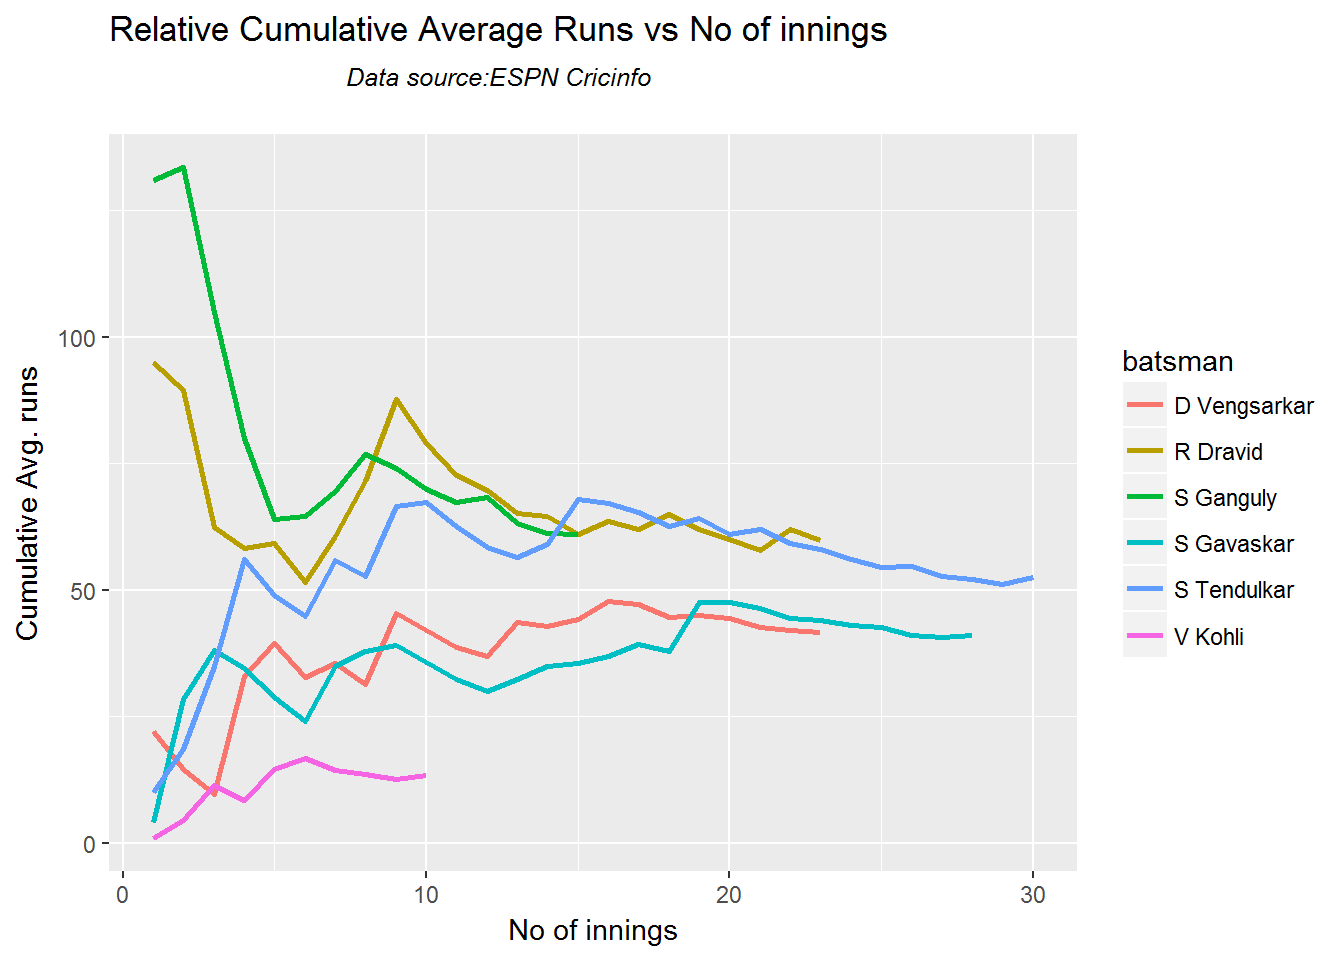 Relative Cumulative Average Runs vs No of innings
Data source:ESPN Cricinfo
Cumulative Avg. runs
100
50
0
0 10 20 30
No of innings
batsman
D Vengsarkar
R Dravid
S Ganguly
S Gavaskar
S Tendulkar
V Kohli